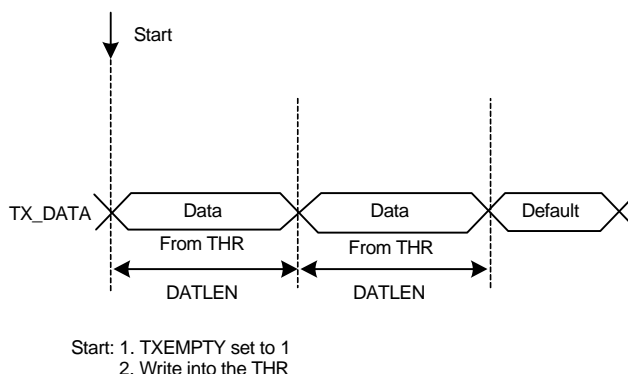 Start
TX_DATA Data Data Default
From THR From THR
DATLEN DATLEN
Start: 1. TXEMPTY set to 1
2. Write into the THR